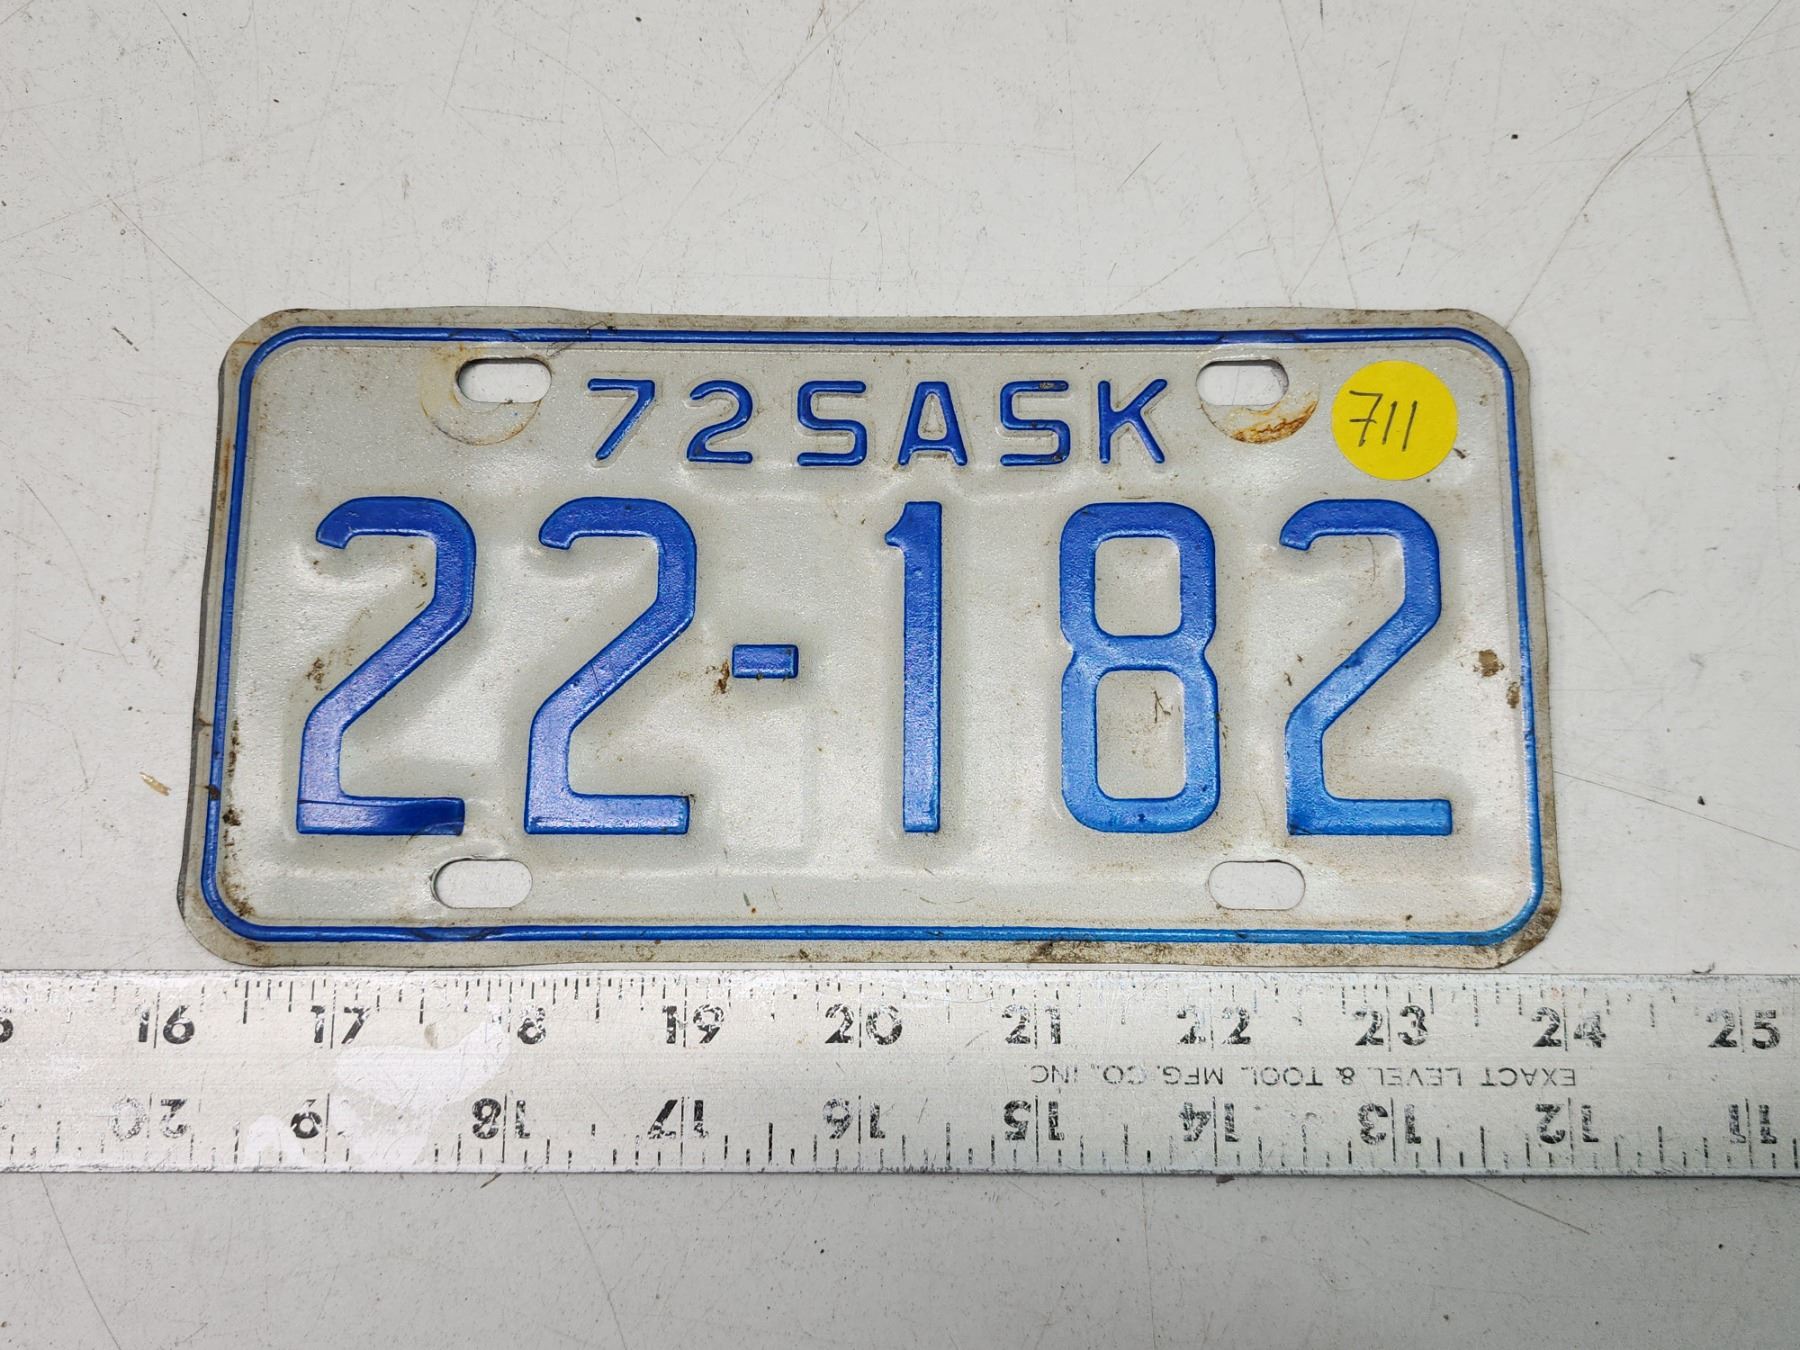 72 SASK
711
22-182
16 17 18 19 20 21 22 23 24 25
EXACT LEVEL & TOOL MFG. CO., INC.
20 19 18 17 16 15 14 13 12 11